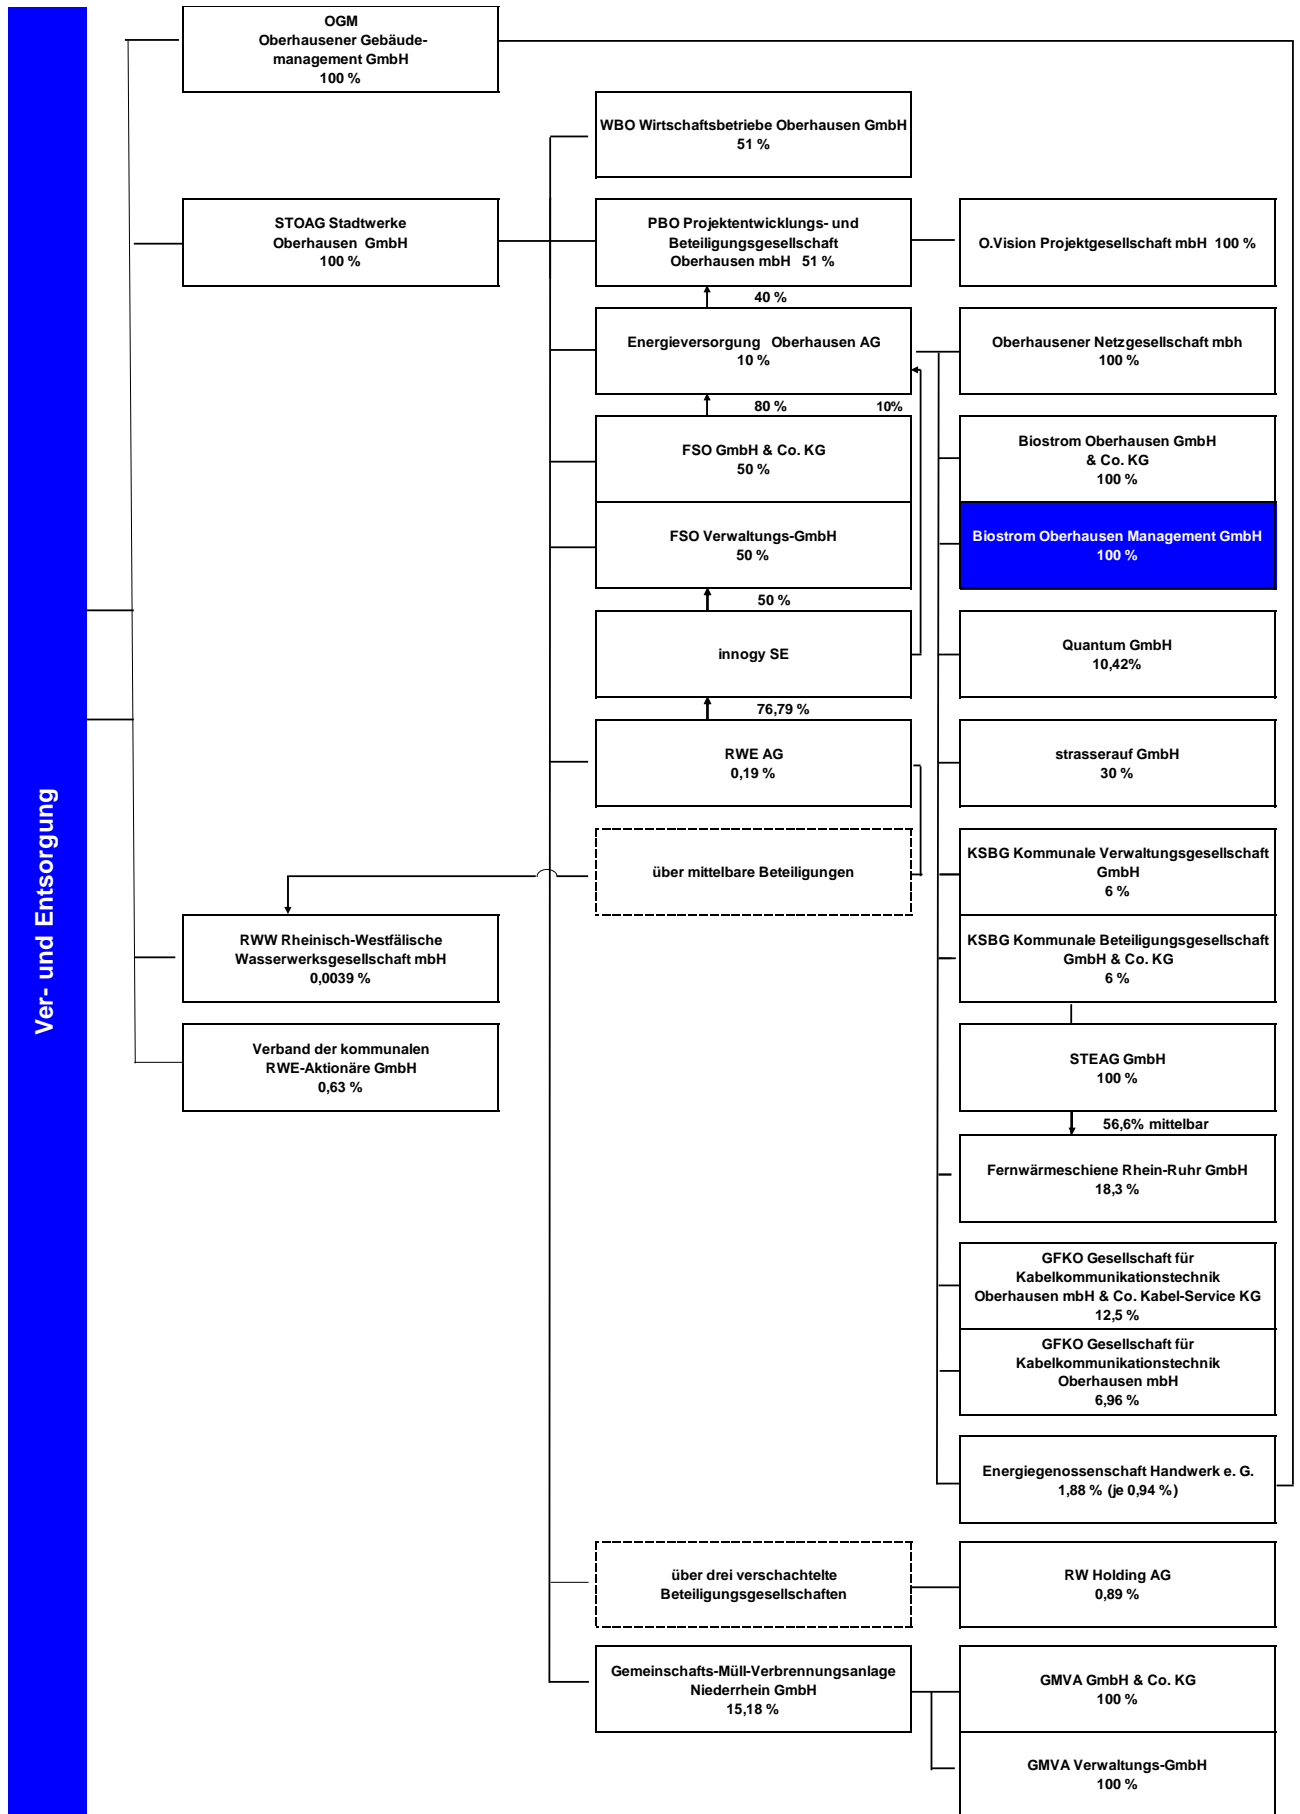 Ver- und Entsorgung
OGM
Oberhausener Gebäude-
management GmbH
100 %
WBO Wirtschaftsbetriebe Oberhausen GmbH
51 %
STOAG Stadtwerke
Oberhausen GmbH
100 %
PBO Projektentwicklungs- und
Beteiligungsgesellschaft
Oberhausen mbH 51 %
O.Vision Projektgesellschaft mbH 100 %
40 %
Energieversorgung Oberhausen AG
10 %
Oberhausener Netzgesellschaft mbh
100 %
80 %
10%
FSO GmbH & Co. KG
50 %
Biostrom Oberhausen GmbH
& Co. KG
100 %
FSO Verwaltungs-GmbH
50 %
Biostrom Oberhausen Management GmbH
100 %
50 %
innogy SE
Quantum GmbH
10,42%
76,79 %
RWE AG
0,19 %
strasserauf GmbH
30 %
über mittelbare Beteiligungen
KSBG Kommunale Verwaltungsgesellschaft
GmbH
6 %
RWW Rheinisch-Westfälische
Wasserwerksgesellschaft mbH
0,0039 %
KSBG Kommunale Beteiligungsgesellschaft
GmbH & Co. KG
6 %
Verband der kommunalen
RWE-Aktionäre GmbH
0,63 %
STEAG GmbH
100 %
56,6% mittelbar
Fernwärmeschiene Rhein-Ruhr GmbH
18,3 %
GFKO Gesellschaft für
Kabelkommunikationstechnik
Oberhausen mbH & Co. Kabel-Service KG
12,5 %
GFKO Gesellschaft für
Kabelkommunikationstechnik
Oberhausen mbH
6,96 %
Energiegenossenschaft Handwerk e. G.
1,88 % (je 0,94 %)
über drei verschachtelte
Beteiligungsgesellschaften
RW Holding AG
0,89 %
Gemeinschafts-Müll-Verbrennungsanlage
Niederrhein GmbH
15,18 %
GMVA GmbH & Co. KG
100 %
GMVA Verwaltungs-GmbH
100 %